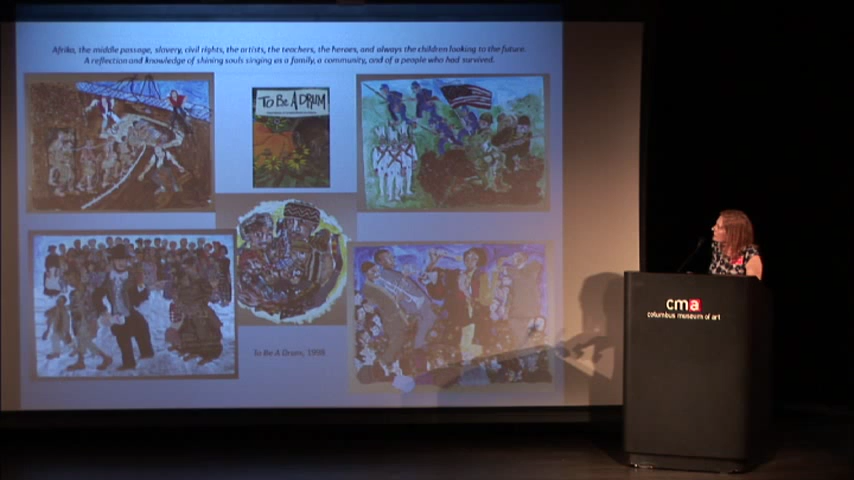 Afrika, the middle passage, slavery, civil rights, the artists, the teachers, the heroes, and always the children looking to the future.
A reflection and knowledge of shining souls singing as a family, a community, and of a people who had survived.
TO BE A DRUM
To Be A Drum, 1998
cma
columbus museum of art